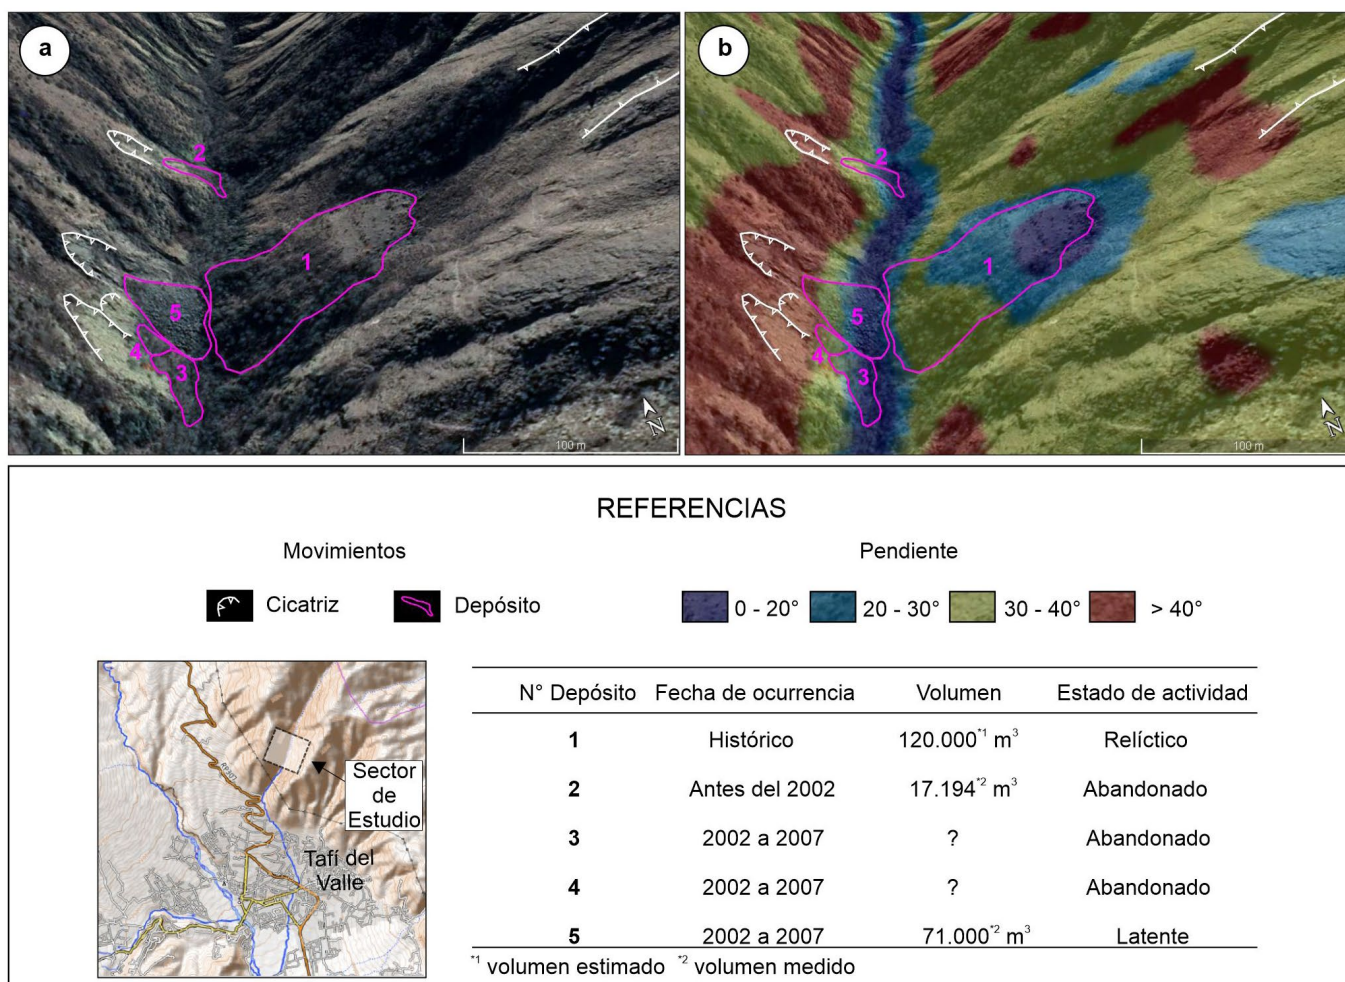 a
b
2
1
5
4
3
N
100 m
2
1
5
4
3
N
100 m
REFERENCIAS
Movimientos
Pendiente
Cicatriz
Depósito
0 - 20°
20 - 30°
30 - 40°
> 40°
Sector
de
Estudio
Tafí del
Valle
N° Depósito Fecha de ocurrencia Volumen Estado de actividad
1 Histórico 120.000*1 m3 Relíctico
2 Antes del 2002 17.194*2 m3 Abandonado
3 2002 a 2007 ? Abandonado
4 2002 a 2007 ? Abandonado
5 2002 a 2007 71.000*2 m3 Latente
*1 volumen estimado *2 volumen medido